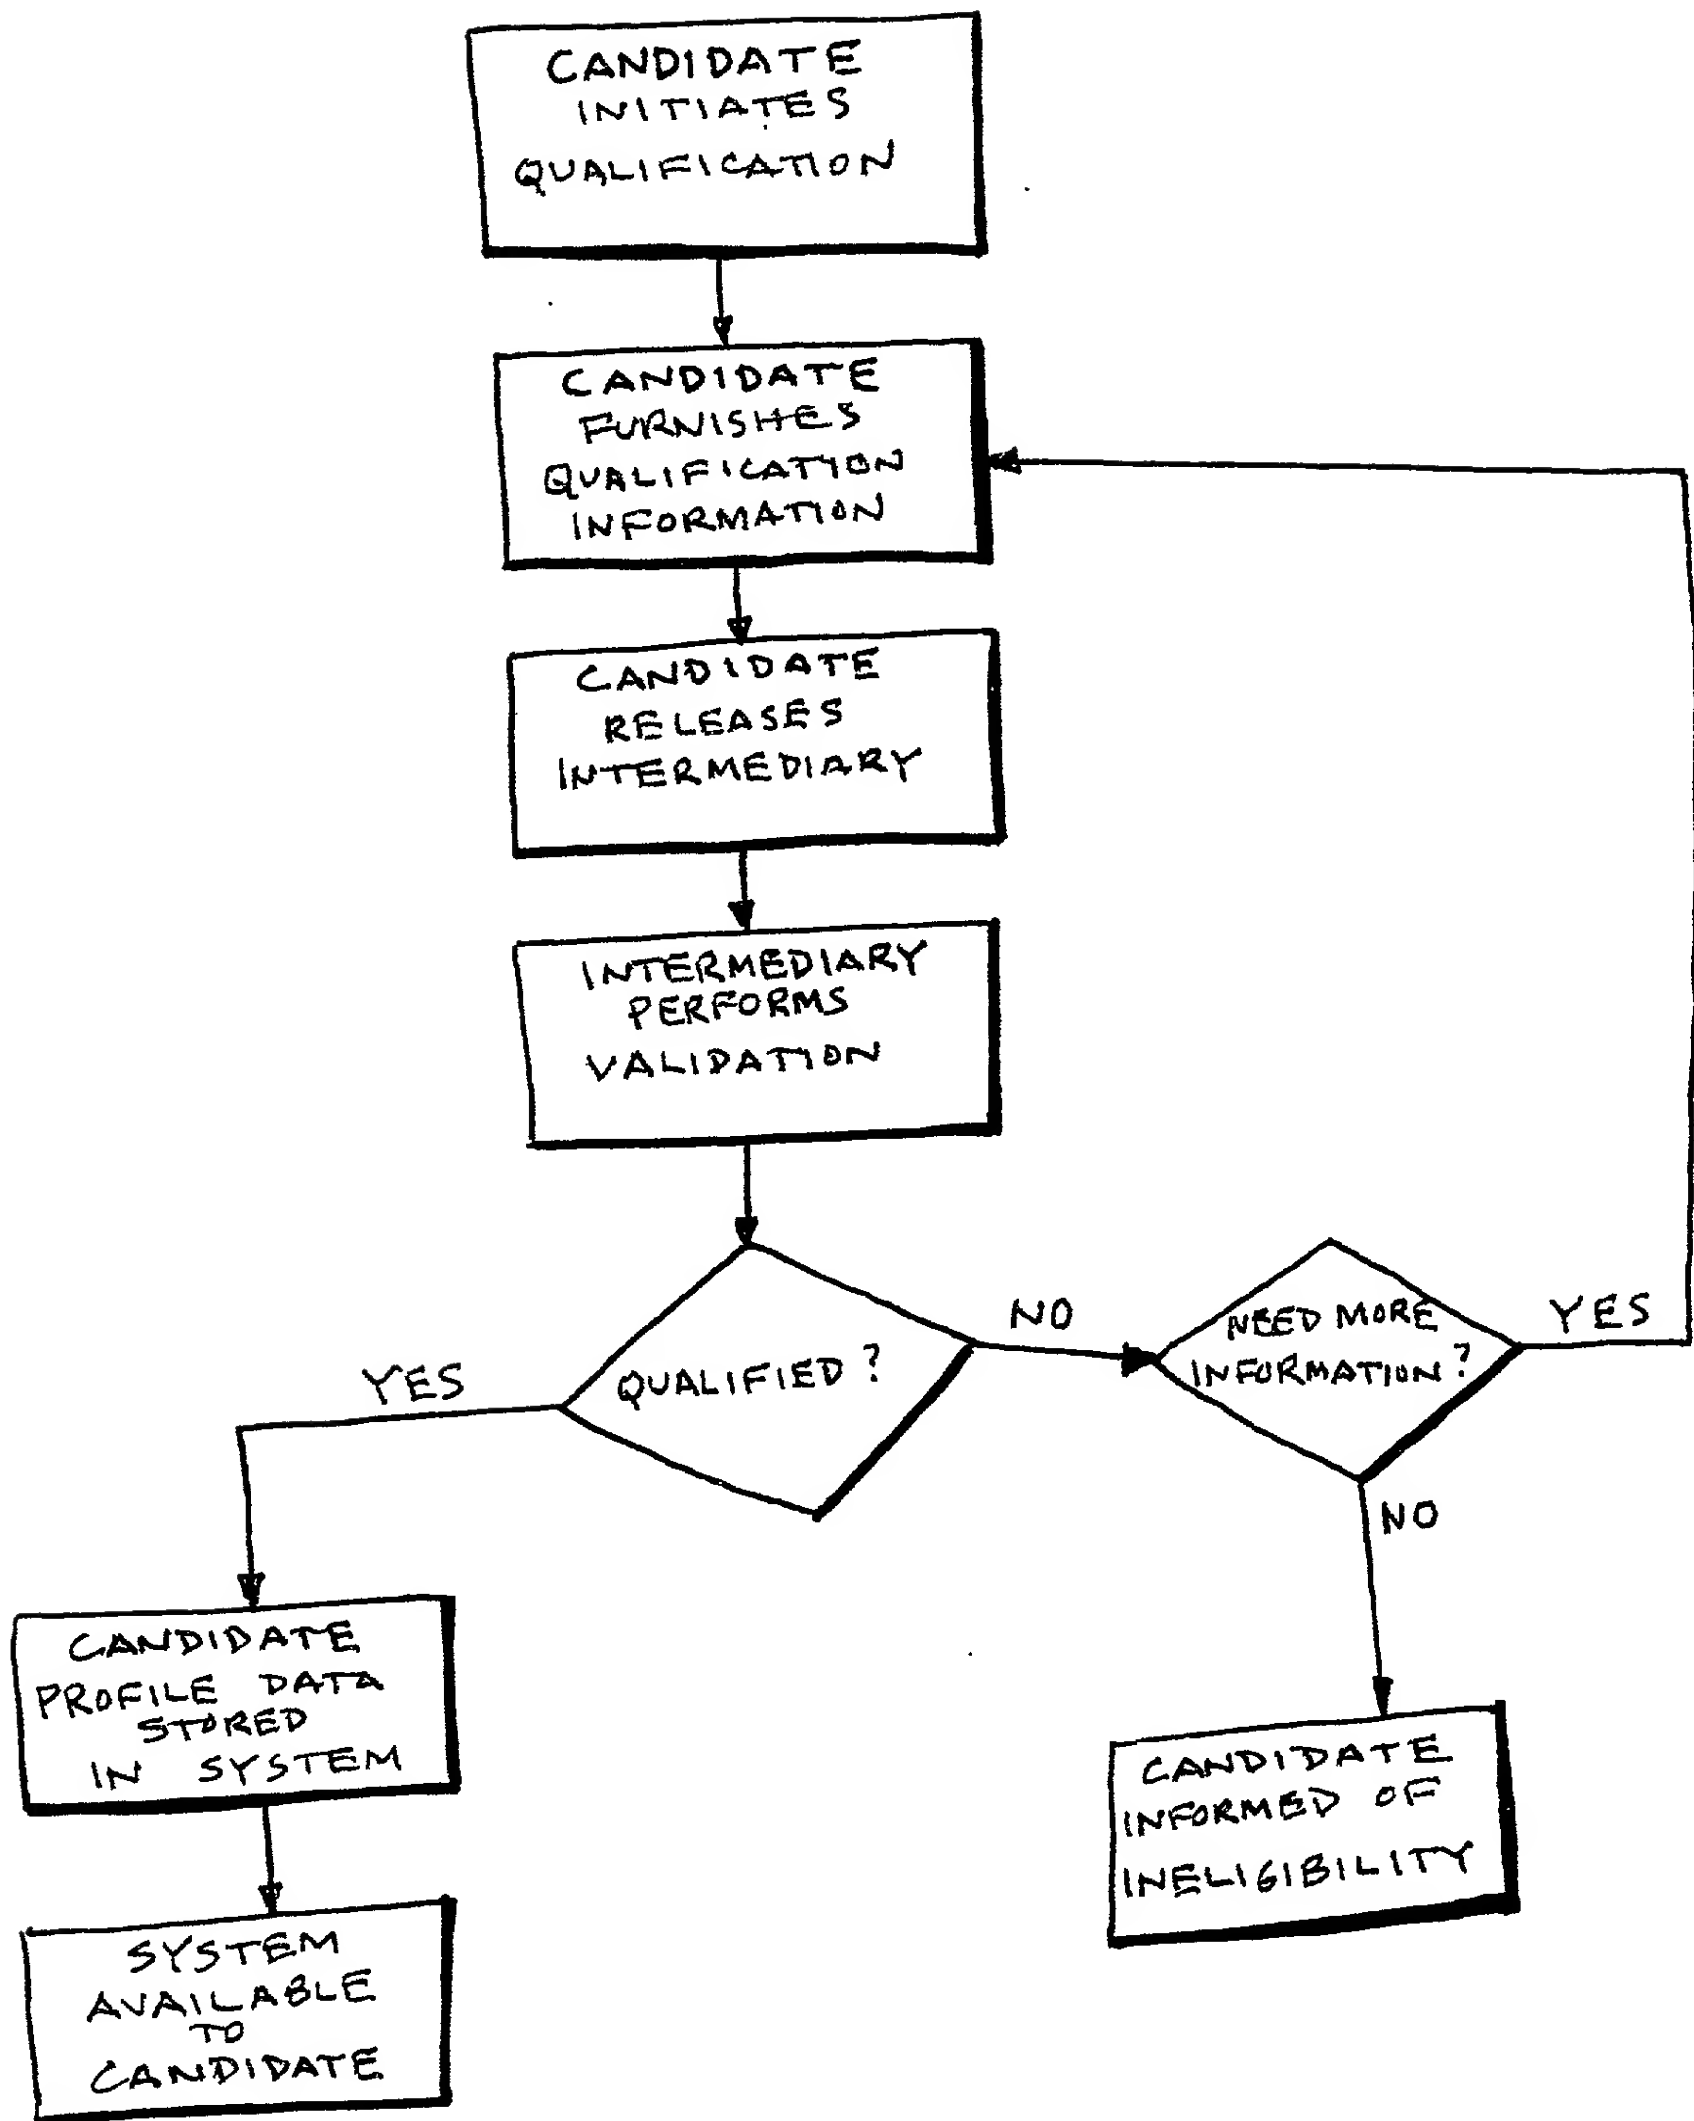 CANDIDATE
INITIATES
QUALIFICATION
CANDIDATE
FURNISHES
QUALIFICATION
INFORMATION
CANDIDATE
RELEASES
INTERMEDIARY
INTERMEDIARY
PERFORMS
VALIDATION
QUALIFIED?
YES
NO
NEED MORE
INFORMATION?
YES
NO
CANDIDATE
PROFILE DATA
STORED
IN SYSTEM
SYSTEM
AVAILABLE
TO
CANDIDATE
CANDIDATE
INFORMED OF
INELIGIBILITY